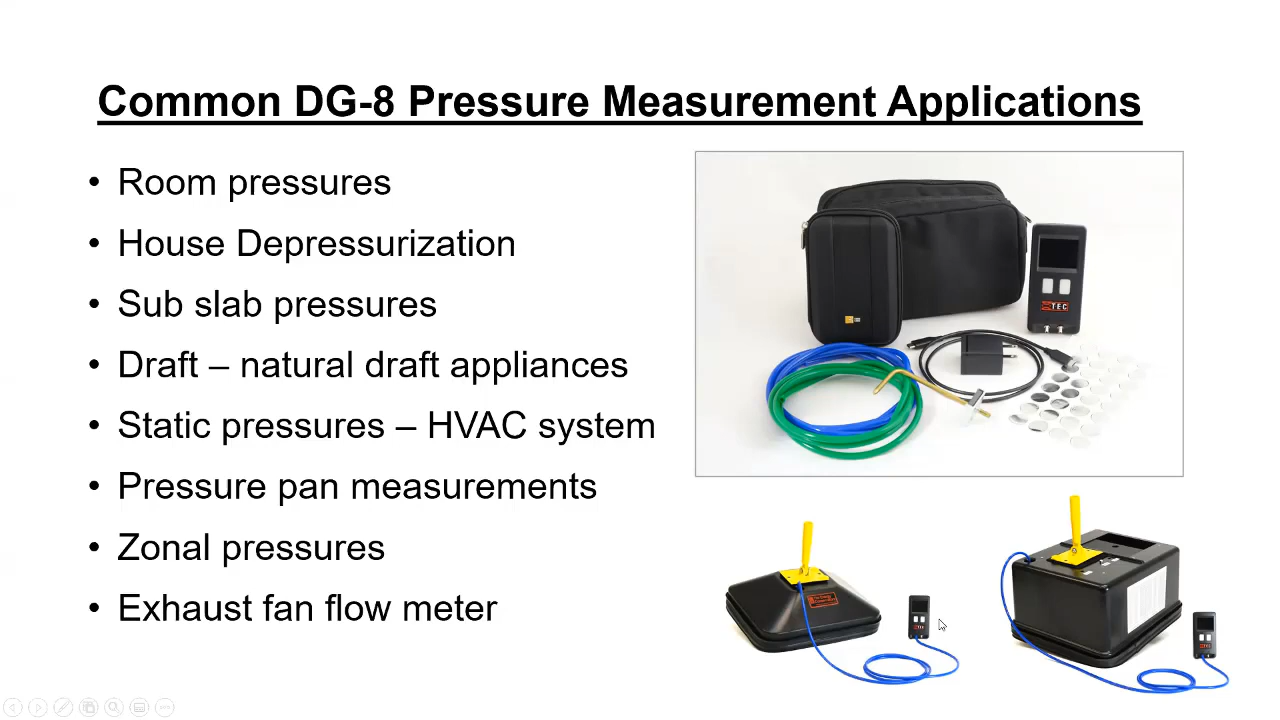 Common DG-8 Pressure Measurement Applications
• Room pressures
• House Depressurization
• Sub slab pressures
• Draft – natural draft appliances
• Static pressures – HVAC system
• Pressure pan measurements
• Zonal pressures
• Exhaust fan flow meter
TEC